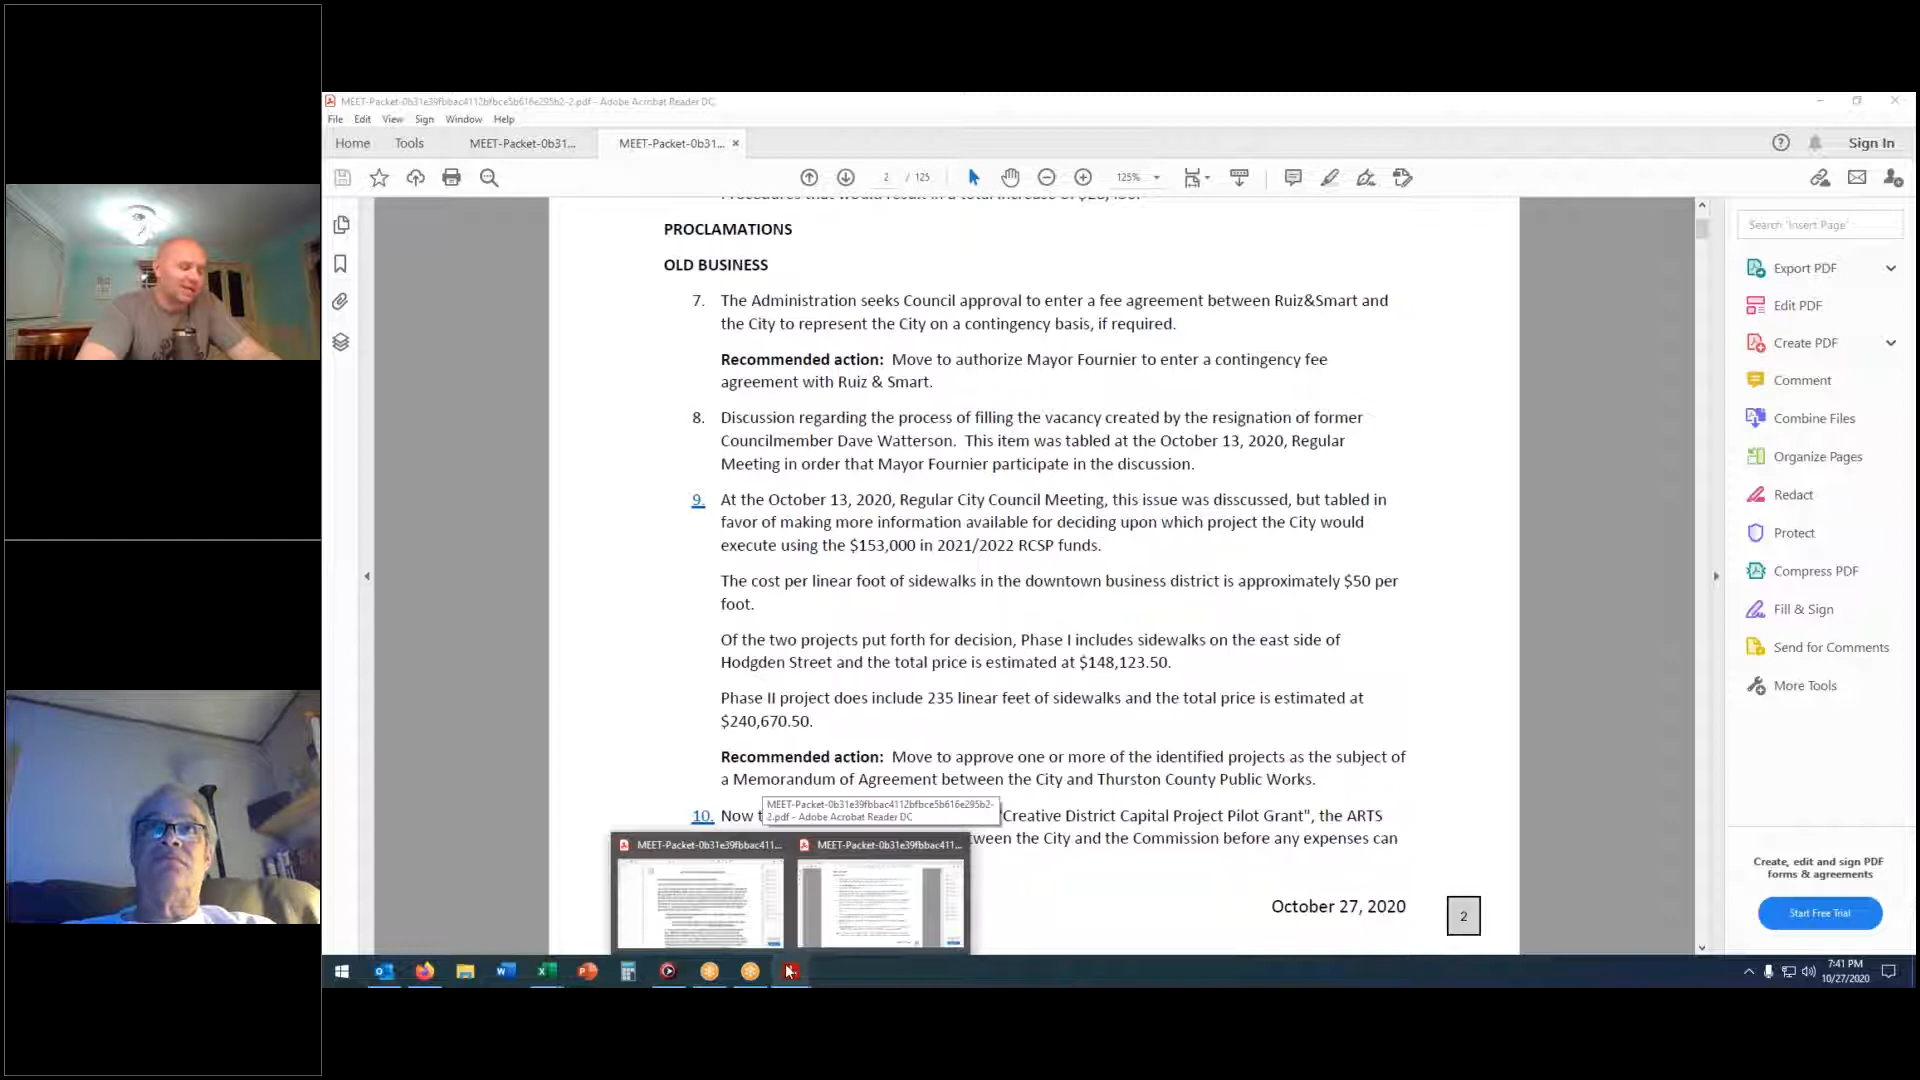 MEET-Packet-0b31e39fbbac4112bfbce5b616e295b2-2.pdf - Adobe Acrobat Reader DC
File Edit View Sign Window Help
Home Tools MEET-Packet-0b31... MEET-Packet-0b31... × Sign In
2 / 125 125%
PROCLAMATIONS
OLD BUSINESS
7. The Administration seeks Council approval to enter a fee agreement between Ruiz&Smart and
the City to represent the City on a contingency basis, if required.
Recommended action: Move to authorize Mayor Fournier to enter a contingency fee
agreement with Ruiz & Smart.
8. Discussion regarding the process of filling the vacancy created by the resignation of former
Councilmember Dave Watterson. This item was tabled at the October 13, 2020, Regular
Meeting in order that Mayor Fournier participate in the discussion.
9. At the October 13, 2020, Regular City Council Meeting, this issue was disscussed, but tabled in
favor of making more information available for deciding upon which project the City would
execute using the $153,000 in 2021/2022 RCSP funds.
The cost per linear foot of sidewalks in the downtown business district is approximately $50 per
foot.
Of the two projects put forth for decision, Phase I includes sidewalks on the east side of
Hodgden Street and the total price is estimated at $148,123.50.
Phase II project does include 235 linear feet of sidewalks and the total price is estimated at
$240,670.50.
Recommended action: Move to approve one or more of the identified projects as the subject of
a Memorandum of Agreement between the City and Thurston County Public Works.
10. Now "Creative District Capital Project Pilot Grant", the ARTS
between the City and the Commission before any expenses can
MEET-Packet-0b31e39fbbac4112bfbce5b616e295b2-
2.pdf - Adobe Acrobat Reader DC
MEET-Packet-0b31e39fbbac411... MEET-Packet-0b31e39fbbac411...
October 27, 2020 2
Search 'Insert Page'
Export PDF
Edit PDF
Create PDF
Comment
Combine Files
Organize Pages
Redact
Protect
Compress PDF
Fill & Sign
Send for Comments
More Tools
Create, edit and sign PDF
forms & agreements
Start Free Trial
7:41 PM
10/27/2020